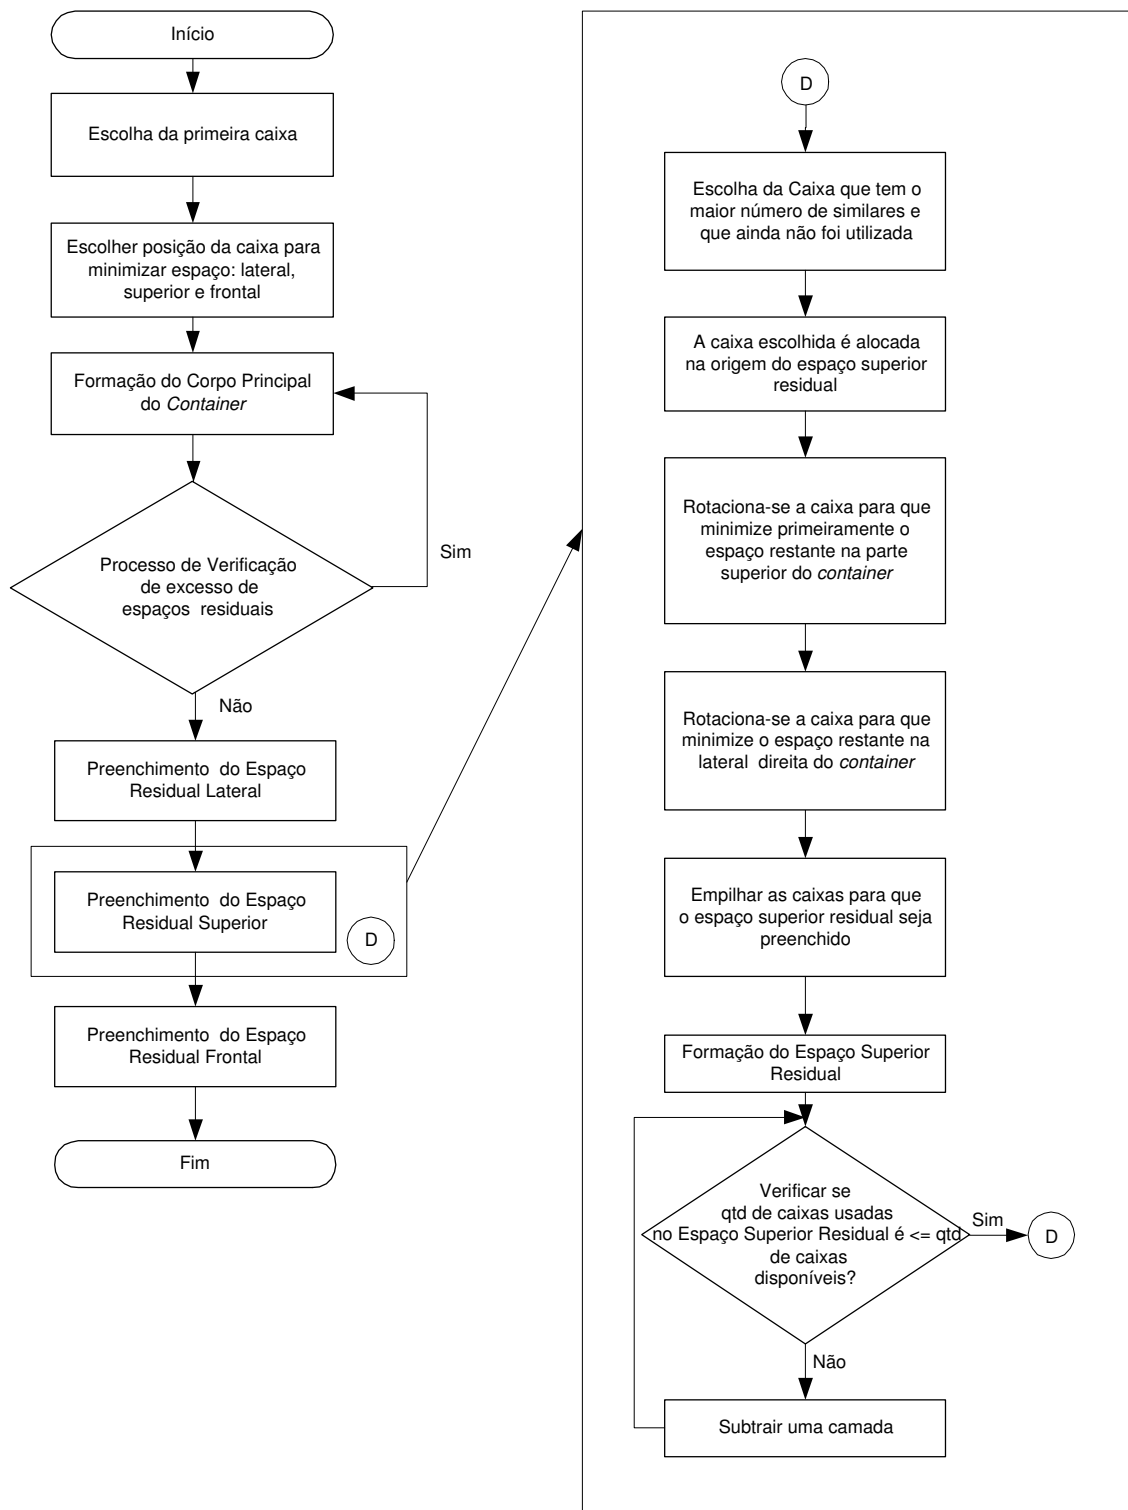 Início
Escolha da primeira caixa
Escolher posição da caixa para
minimizar espaço: lateral,
superior e frontal
Formação do Corpo Principal
do Container
Sim
Processo de Verificação
de excesso de
espaços residuais
Não
Preenchimento do Espaço
Residual Lateral
Preenchimento do Espaço
Residual Superior
D
Preenchimento do Espaço
Residual Frontal
Fim
D
Escolha da Caixa que tem o
maior número de similares e
que ainda não foi utilizada
A caixa escolhida é alocada
na origem do espaço superior
residual
Rotaciona-se a caixa para que
minimize primeiramente o
espaço restante na parte
superior do container
Rotaciona-se a caixa para que
minimize o espaço restante na
lateral direita do container
Empilhar as caixas para que
o espaço superior residual seja
preenchido
Formação do Espaço Superior
Residual
Verificar se
qtd de caixas usadas
no Espaço Superior Residual é <= qtd
de caixas
disponíveis?
Sim
D
Não
Subtrair uma camada